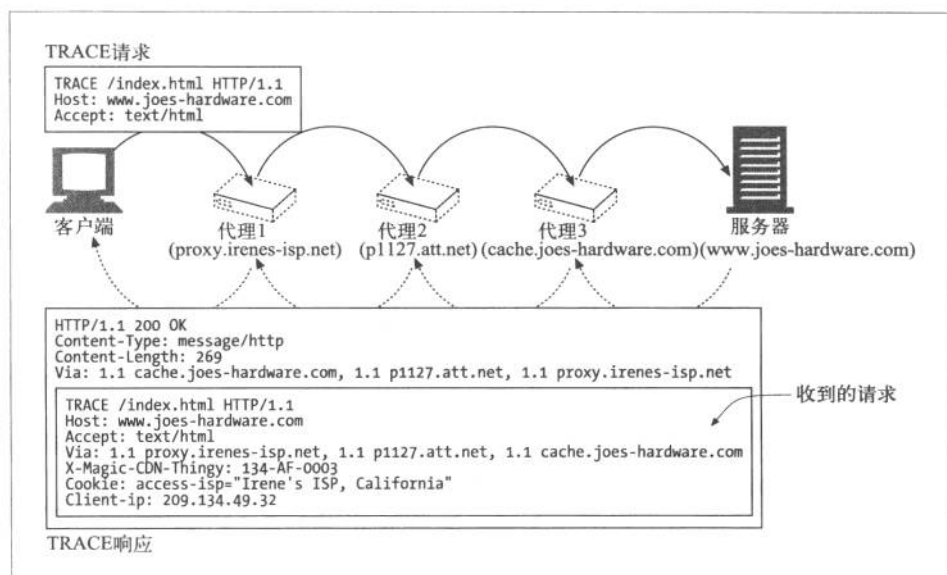 TRACE请求
TRACE /index.html HTTP/1.1
Host: www.joes-hardware.com
Accept: text/html
客户端
代理1
(proxy.irenes-isp.net)
代理2
(p1127.att.net)
代理3
(cache.joes-hardware.com)
服务器
(www.joes-hardware.com)
HTTP/1.1 200 OK
Content-Type: message/http
Content-Length: 269
Via: 1.1 cache.joes-hardware.com, 1.1 p1127.att.net, 1.1 proxy.irenes-isp.net
TRACE /index.html HTTP/1.1
Host: www.joes-hardware.com
Accept: text/html
Via: 1.1 proxy.irenes-isp.net, 1.1 p1127.att.net, 1.1 cache.joes-hardware.com
X-Magic-CDN-Thingy: 134-AF-0003
Cookie: access-isp="Irene's ISP, California"
Client-ip: 209.134.49.32
收到的请求
TRACE响应